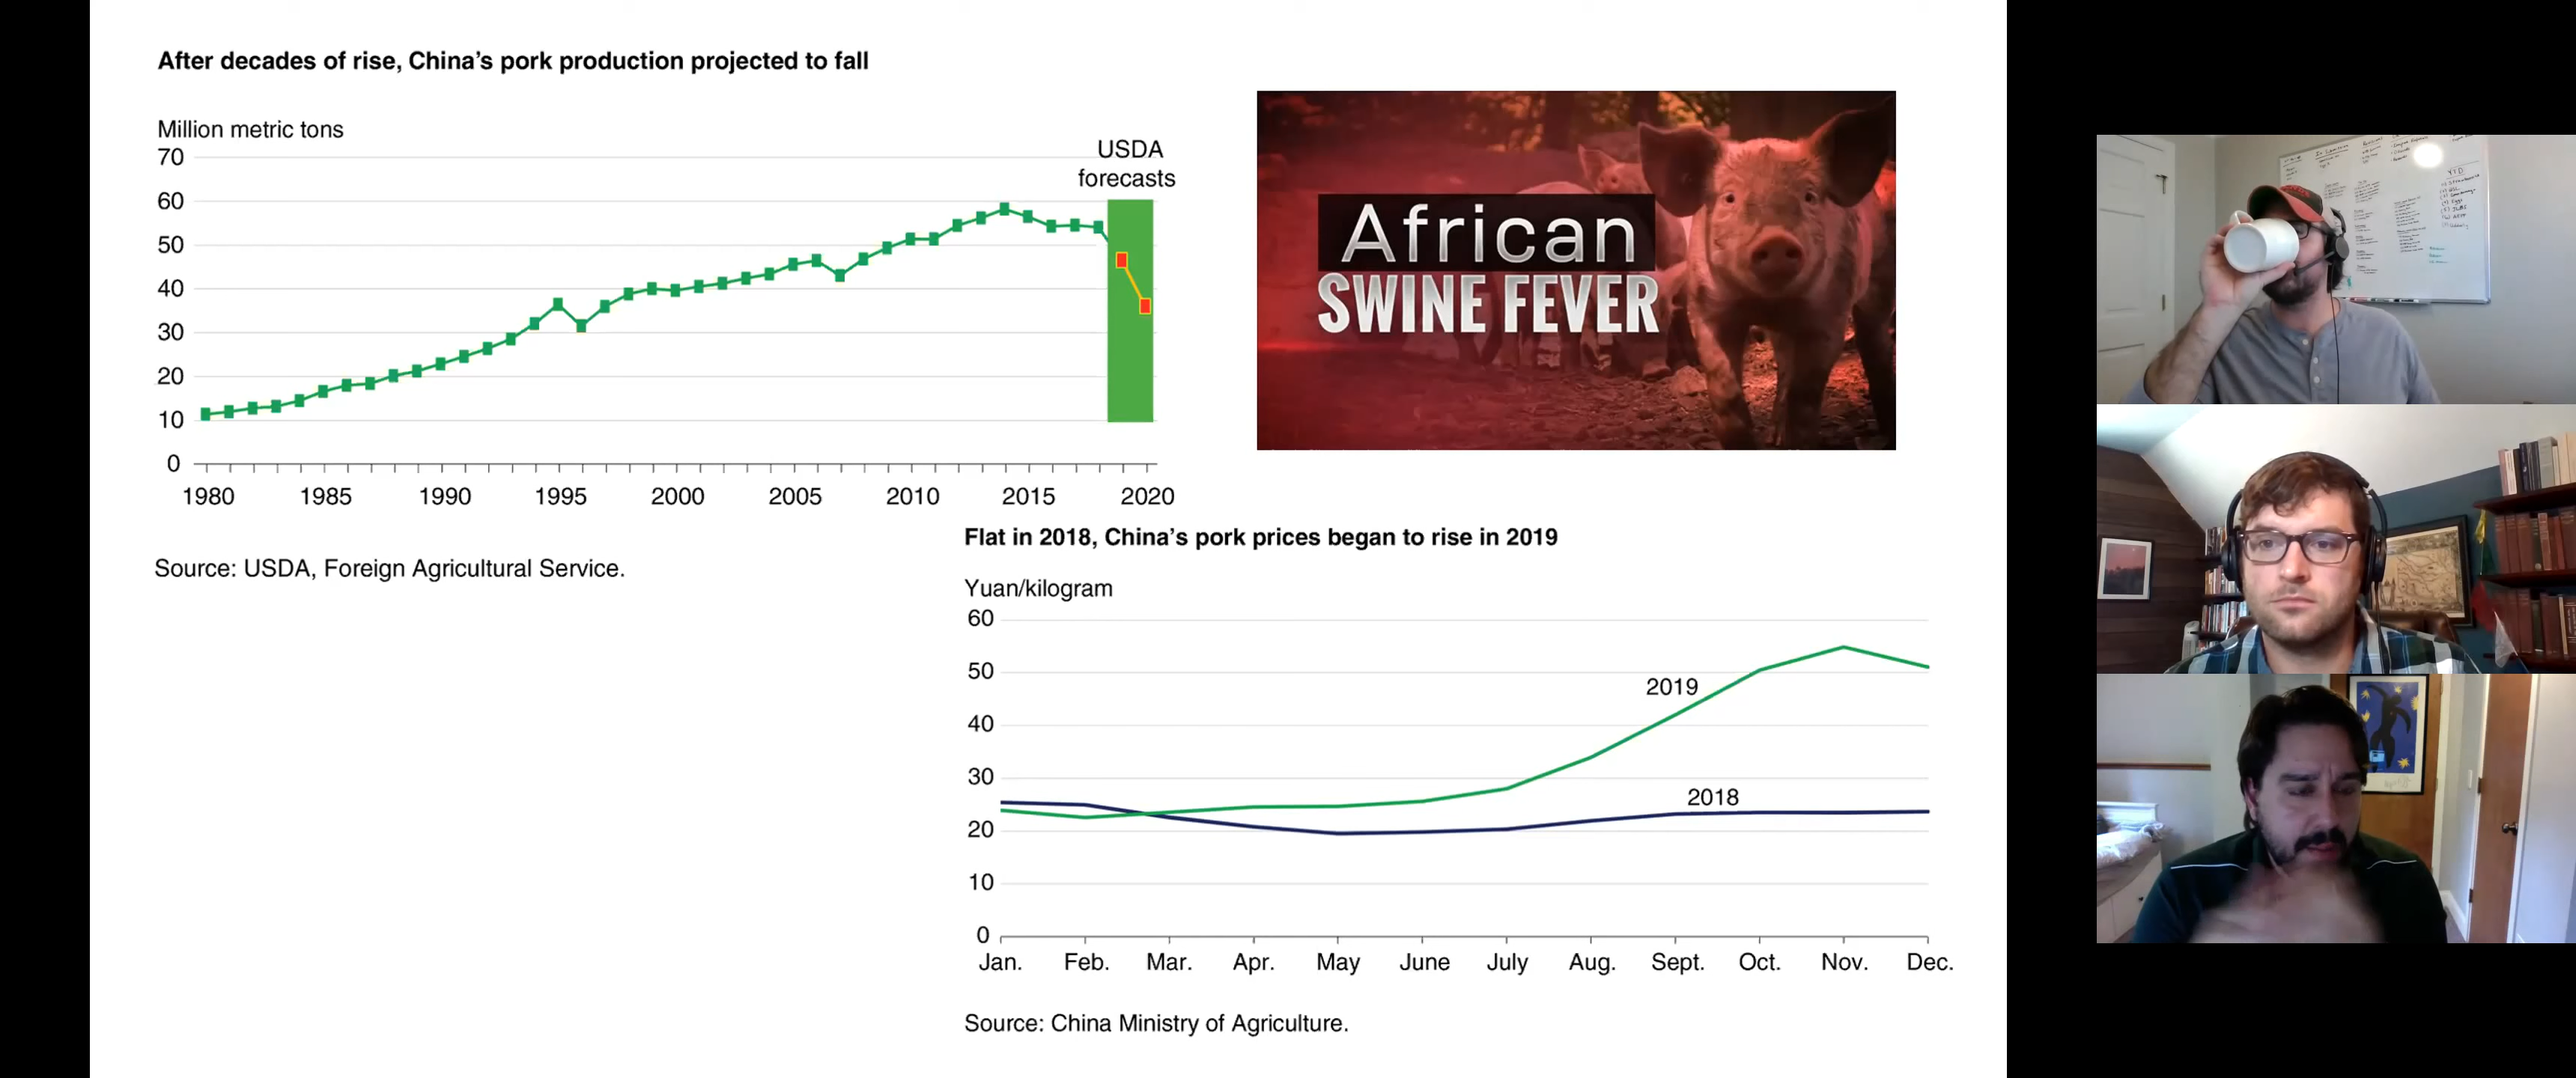 After decades of rise, China's pork production projected to fall
Million metric tons
USDA
forecasts
70
60
50
40
30
20
10
0
1980 1985 1990 1995 2000 2005 2010 2015 2020
Source: USDA, Foreign Agricultural Service.
African
SWINE FEVER
Flat in 2018, China's pork prices began to rise in 2019
Yuan/kilogram
60
50
40
30
20
10
0
2019
2018
Jan. Feb. Mar. Apr. May June July Aug. Sept. Oct. Nov. Dec.
Source: China Ministry of Agriculture.
YTD